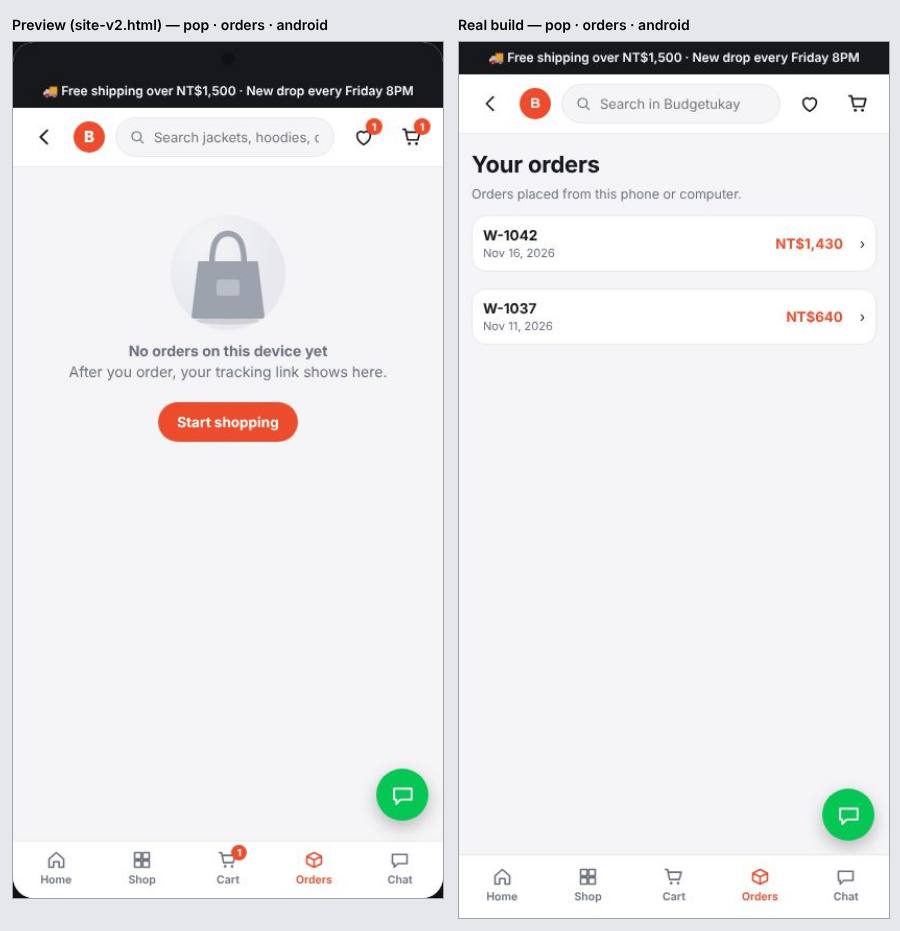 Preview (site-v2.html) — pop · orders · android
🚚 Free shipping over NT$1,500 · New drop every Friday 8PM
B
Search jackets, hoodies, c
1
1
No orders on this device yet
After you order, your tracking link shows here.
Start shopping
1
Home
Shop
Cart
Orders
Chat
Real build — pop · orders · android
🚚 Free shipping over NT$1,500 · New drop every Friday 8PM
B
Search in Budgetukay
Your orders
Orders placed from this phone or computer.
W-1042
Nov 16, 2026
NT$1,430 ›
W-1037
Nov 11, 2026
NT$640 ›
Home
Shop
Cart
Orders
Chat